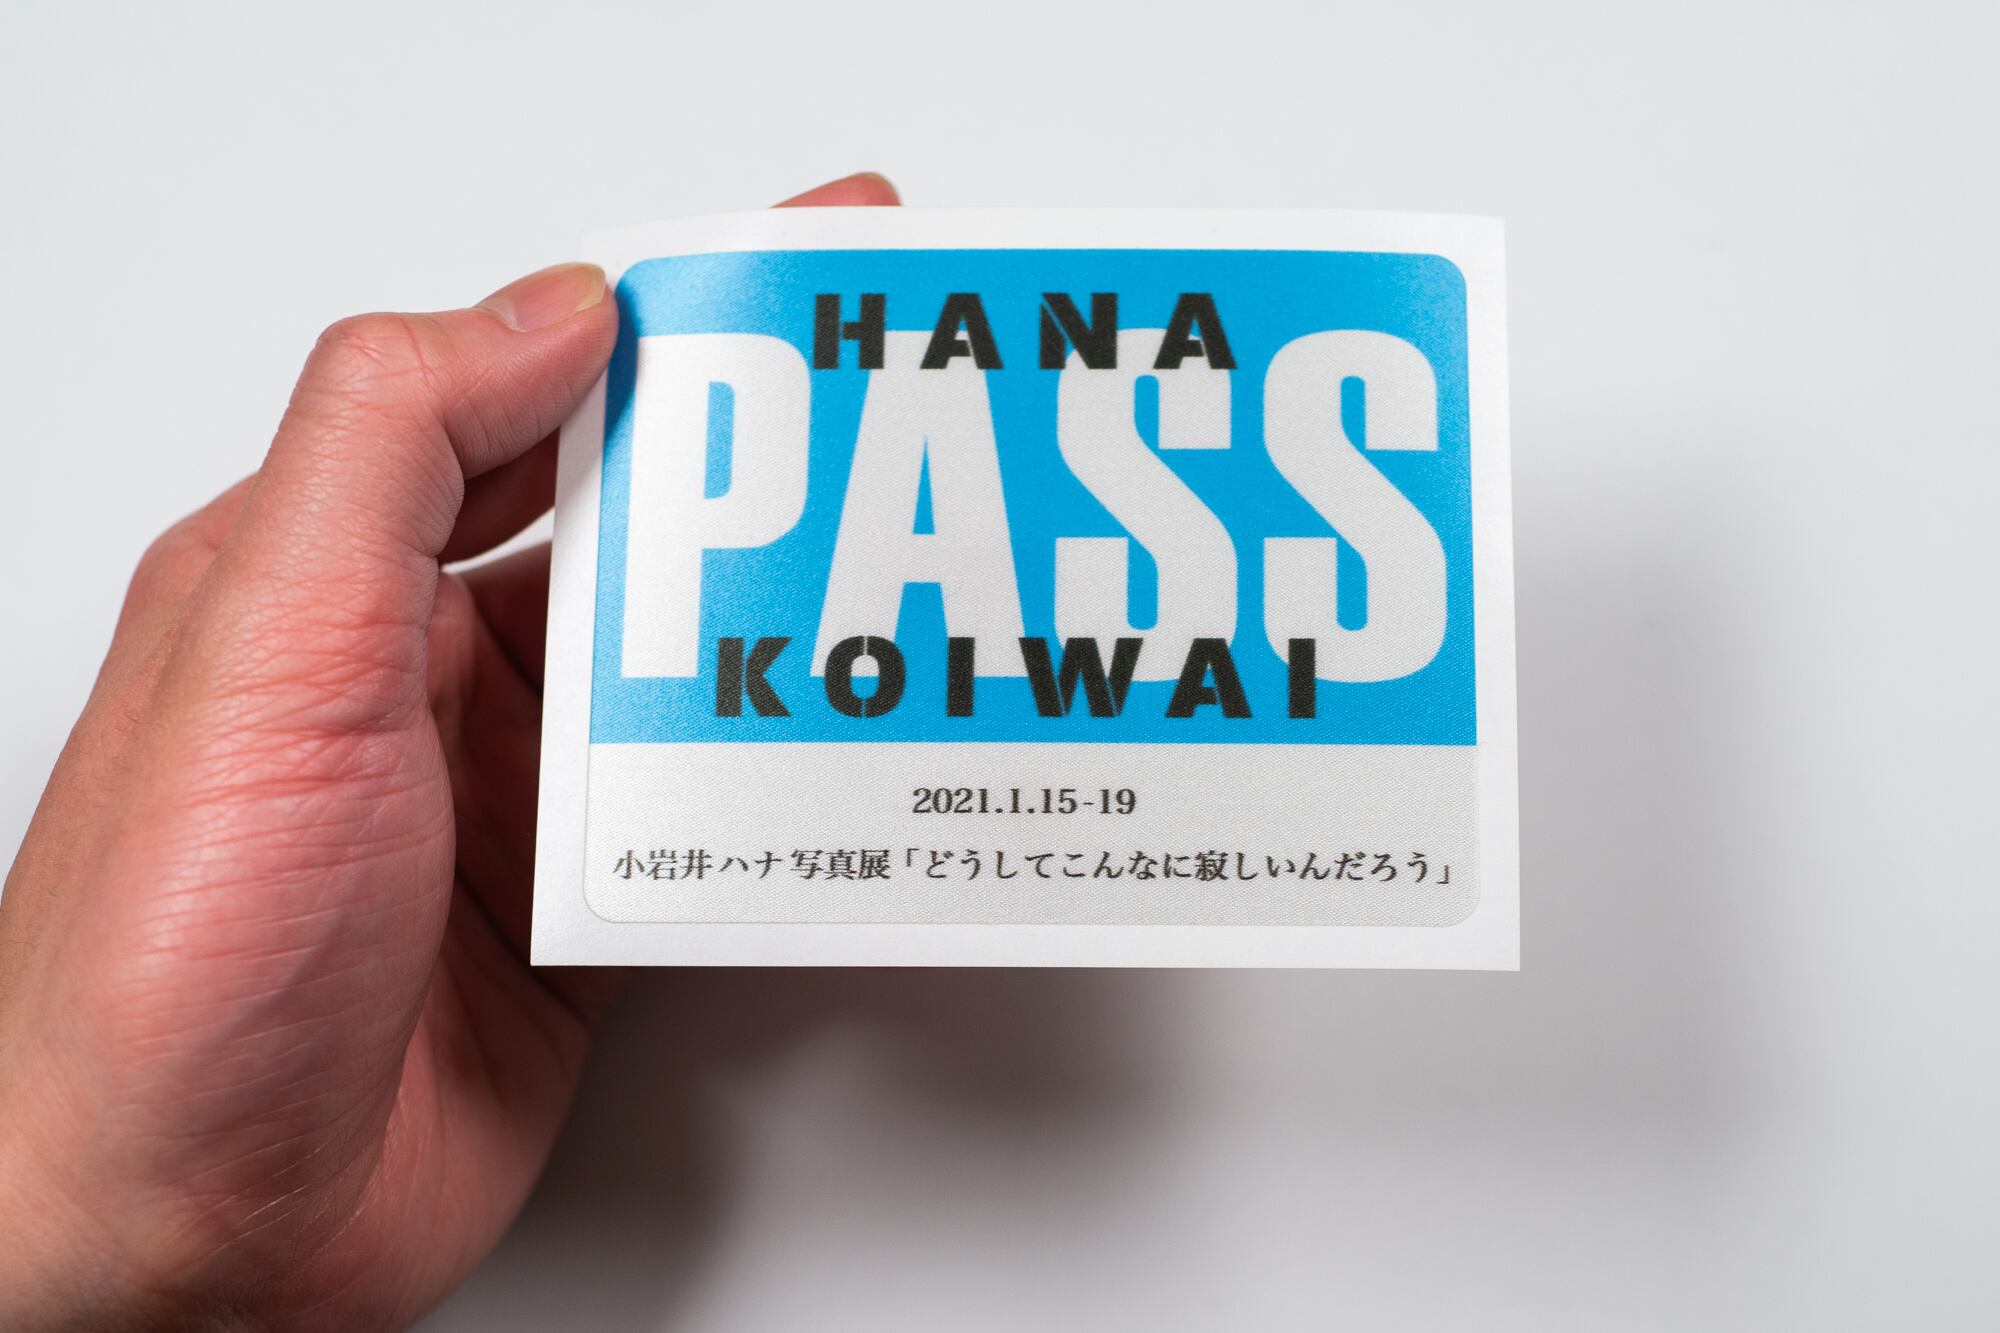 HANA
PASS
KOIWAI
2021.1.15-19
小岩井ハナ写真展「どうしてこんなに寂しいんだろう」